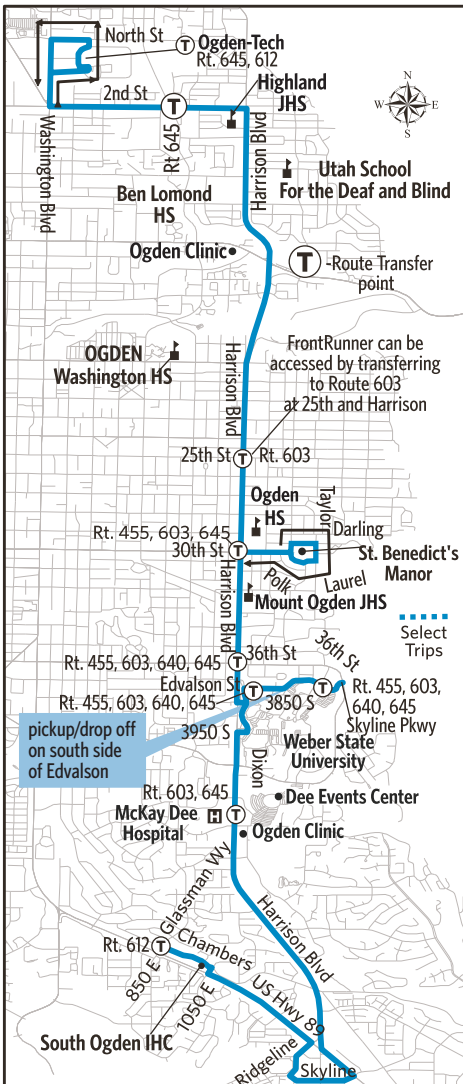 North St
T
Ogden-Tech
Rt. 645, 612
2nd St
T
Rt 645
Highland
JHS
N
W
E
S
Washington Blvd
Harrison Blvd
Utah School
For the Deaf and Blind
Ben Lomond
HS
Ogden Clinic
T
-Route Transfer
point
OGDEN
Washington HS
FrontRunner can be
accessed by transferring
to Route 603
at 25th and Harrison
Harrison Blvd
25th St
T
Rt. 603
Ogden
HS
Taylor
Darling
Rt. 455, 603, 645
30th St
T
St. Benedict's
Manor
Polk
Laurel
Harrison Blvd
Mount Ogden JHS
Select
Trips
36th St
Rt. 455, 603, 640, 645
T
36th St
Edvalson St
Rt. 455, 603, 640, 645
T
3850 S
T
Rt. 455, 603,
640, 645
Skyline Pkwy
pickup/drop off
on south side
of Edvalson
3950 S
Weber State
University
Dixon
Rt. 603, 645
Dee Events Center
McKay Dee
Hospital
H
T
Ogden Clinic
Glassman Wy
Harrison Blvd
Rt. 612
T
Chambers
850 E
1050 E
US Hwy 89
South Ogden IHC
Ridgeline
Skyline